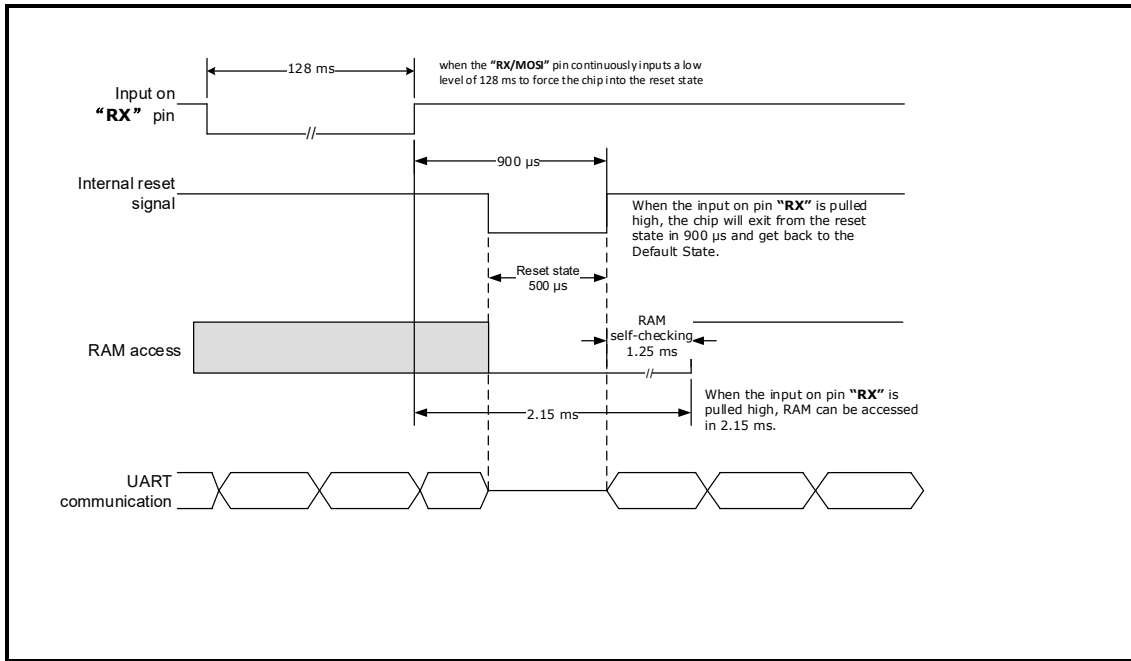 128 ms
when the “RX/MOSI” pin continuously inputs a low
level of 128 ms to force the chip into the reset state
Input on
“RX” pin
//
900 µs
Internal reset
signal
When the input on pin “RX” is pulled
high, the chip will exit from the reset
state in 900 µs and get back to the
Default State.
Reset state
500 µs
RAM
self-checking
1.25 ms
RAM access
//
When the input on pin “RX” is
pulled high, RAM can be accessed
in 2.15 ms.
2.15 ms
UART
communication